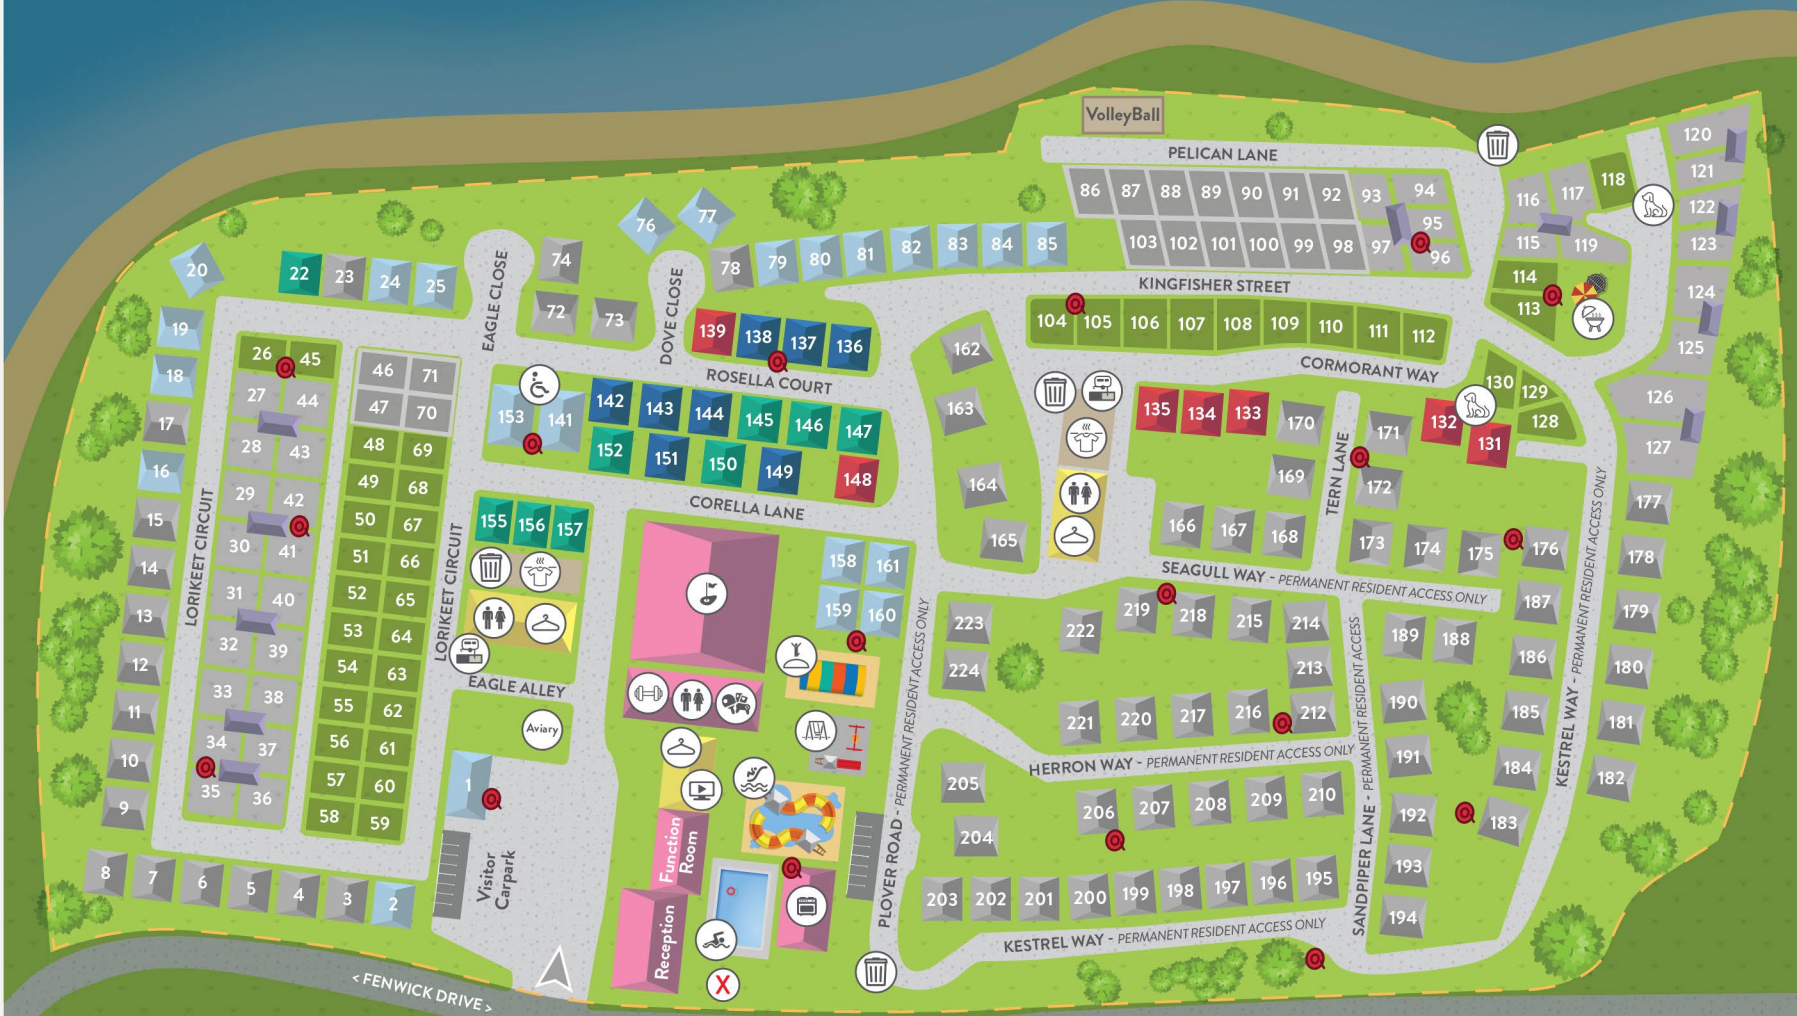 VolleyBall
PELICAN LANE
86 87 88 89 90 91 92 93 94
95
103 102 101 100 99 98 97 96
KINGFISHER STREET
104 105 106 107 108 109 110 111 112
CORMORANT WAY
116 117 118
115 119
114
113
120
121
122
123
124
125
126
127
130 129
128
132
131
76 77
74
72 73
78 79 80 81 82 83 84 85
EAGLE CLOSE
DOVE CLOSE
139 138 137 136
ROSELLA COURT
153 141 142 143 144 145 146 147
152 151 150 149 148
CORELLA LANE
20 22 23 24 25
19
18
17
16
15
14
13
12
11
10
9
LORIKEET CIRCUIT
26 45
27 44
28 43
29 42
30 41
31 40
32 39
33 38
34 37
35 36
46 71
47 70
48 69
49 68
50 67
51 66
52 65
53 64
54 63
55 62
56 61
57 60
58 59
LORIKEET CIRCUIT
155 156 157
EAGLE ALLEY
Aviary
1
8 7 6 5 4 3 2
Visitor
Carpark
< FENWICK DRIVE >
Function
Room
Reception
X
158 161
159 160
PLOVER ROAD - PERMANENT RESIDENT ACCESS ONLY
162
163
164
165
135 134 133 170
169
166 167 168
TERN LANE
171
172
173 174 175 176
SEAGULL WAY - PERMANENT RESIDENT ACCESS ONLY
223
224
222 219 218 215 214
213
221 220 217 216 212
HERRON WAY - PERMANENT RESIDENT ACCESS ONLY
205
204
206 207 208 209 210
203 202 201 200 199 198 197 196 195
KESTREL WAY - PERMANENT RESIDENT ACCESS ONLY
SANDPIPER LANE - PERMANENT RESIDENT ACCESS
189 188 187
186
190 185
191 184
192 183
193
194
KESTREL WAY - PERMANENT RESIDENT ACCESS ONLY
177
178
179
180
181
182